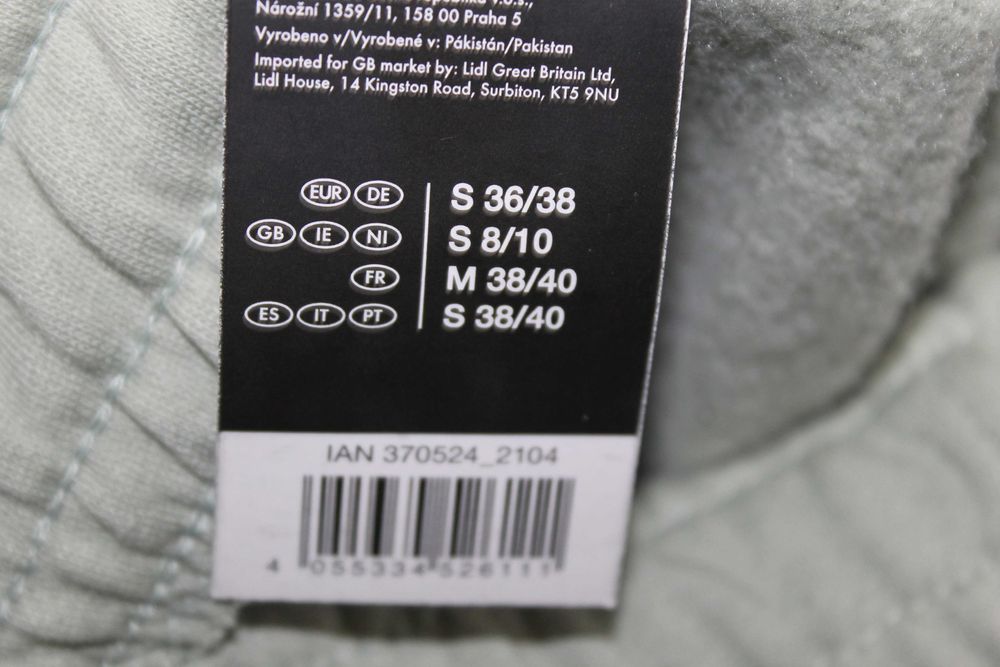 republika v.o.s.,
Nárožní 1359/11, 158 00 Praha 5
Vyrobeno v/Vyrobené v: Pákistán/Pakistan
Imported for GB market by: Lidl Great Britain Ltd,
Lidl House, 14 Kingston Road, Surbiton, KT5 9NU
EUR DE S 36/38
GB IE NI S 8/10
FR M 38/40
ES IT PT S 38/40
IAN 370524_2104
4 055334 526111